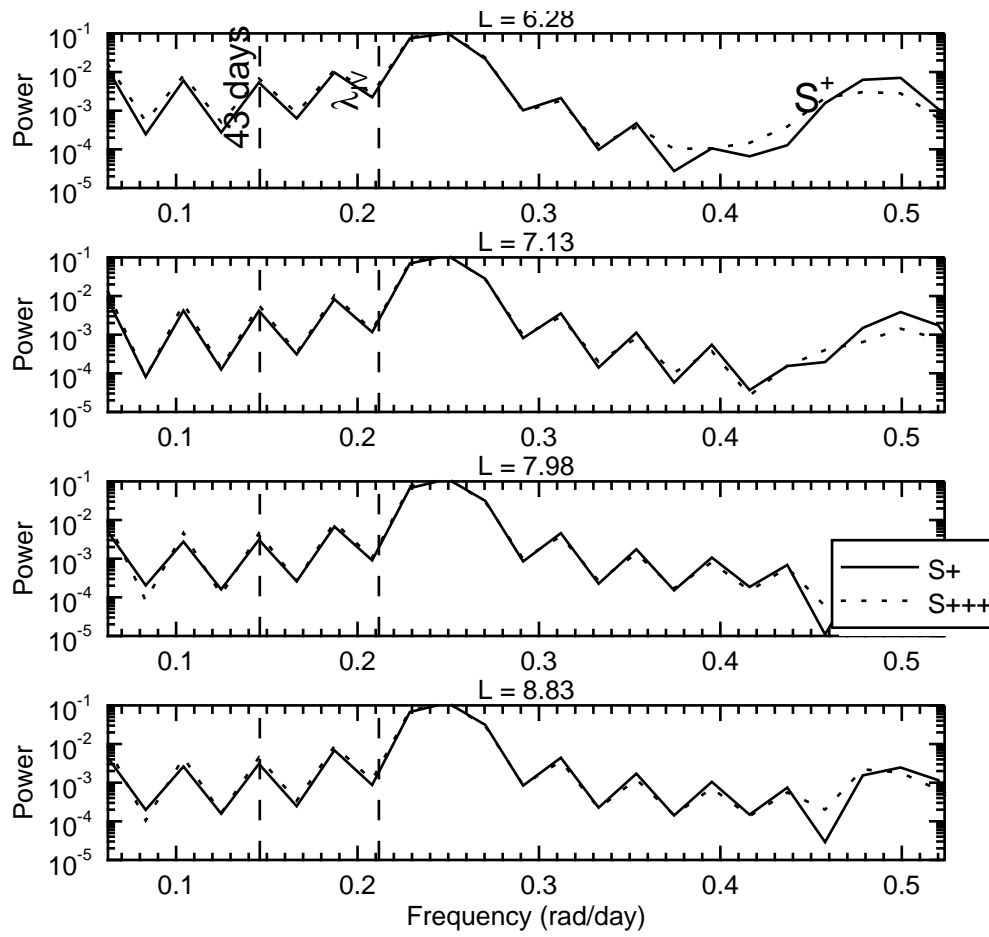 L = 6.28
10-1
10-2
10-3
10-4
10-5
Power
43 days
λN
S+
0.1 0.2 0.3 0.4 0.5
L = 7.13
10-1
10-2
10-3
10-4
10-5
Power
0.1 0.2 0.3 0.4 0.5
L = 7.98
10-1
10-2
10-3
10-4
10-5
Power
S+
S+++
0.1 0.2 0.3 0.4 0.5
L = 8.83
10-1
10-2
10-3
10-4
10-5
Power
0.1 0.2 0.3 0.4 0.5
Frequency (rad/day)